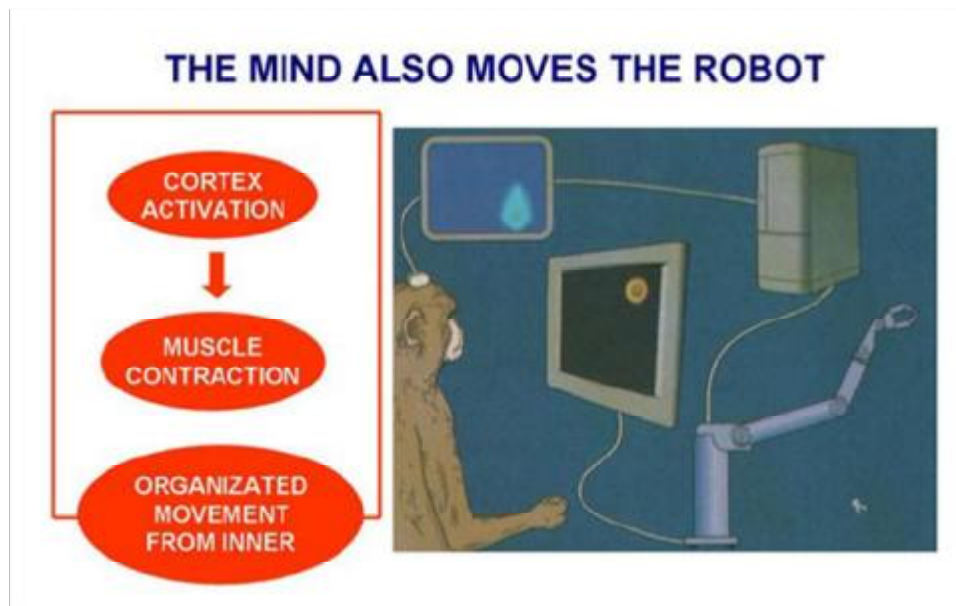 THE MIND ALSO MOVES THE ROBOT
CORTEX
ACTIVATION
MUSCLE
CONTRACTION
ORGANIZATED
MOVEMENT
FROM INNER